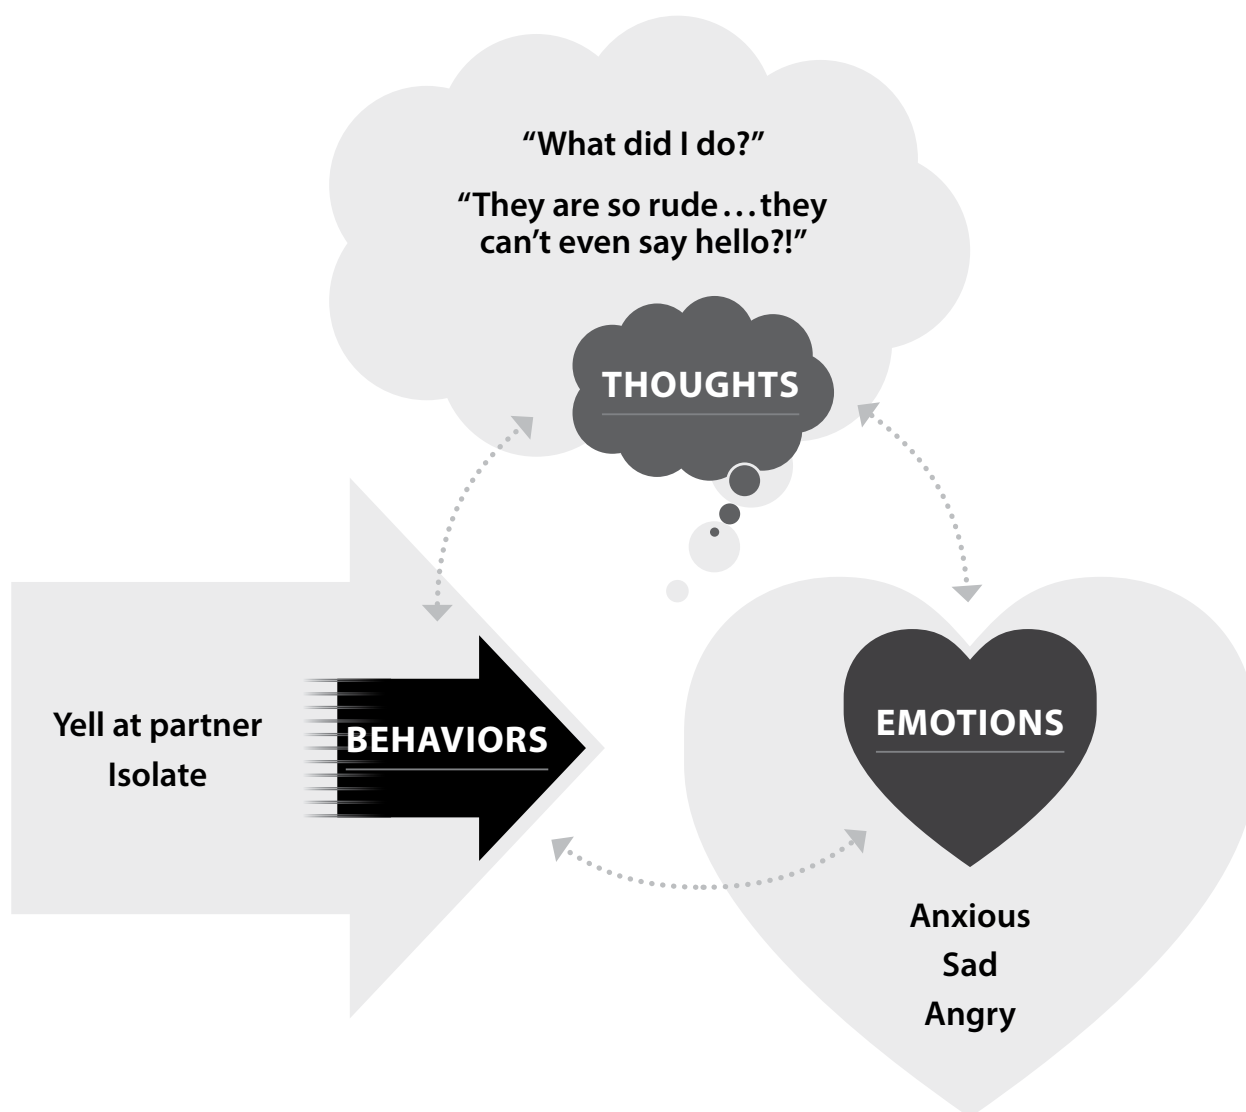 “What did I do?”
“They are so rude...they
can’t even say hello?!”
THOUGHTS
Yell at partner
Isolate
BEHAVIORS
EMOTIONS
Anxious
Sad
Angry